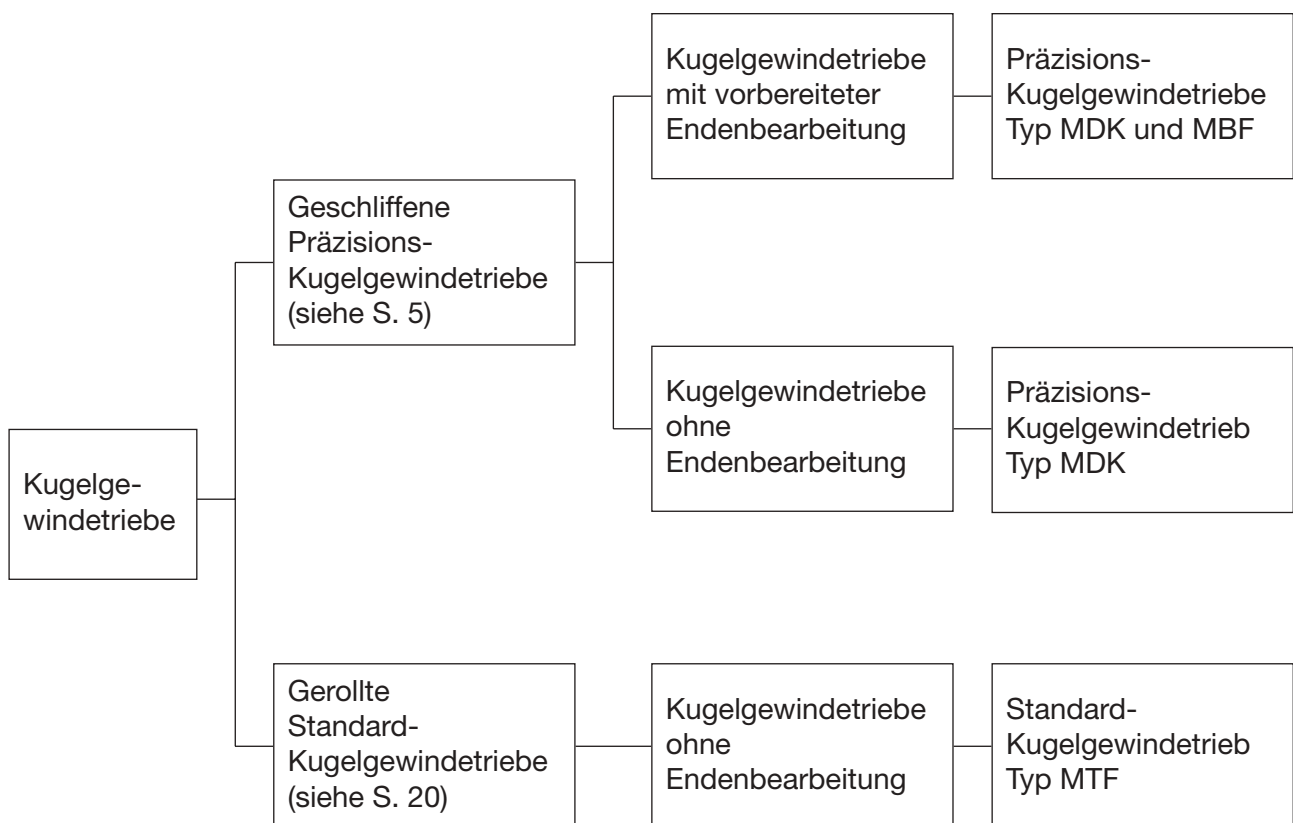 Kugelge-
windetriebe
Geschliffene
Präzisions-
Kugelgewindetriebe
(siehe S. 5)
Kugelgewindetriebe
mit vorbereiteter
Endenbearbeitung
Präzisions-
Kugelgewindetriebe
Typ MDK und MBF
Kugelgewindetriebe
ohne
Endenbearbeitung
Präzisions-
Kugelgewindetrieb
Typ MDK
Gerollte
Standard-
Kugelgewindetriebe
(siehe S. 20)
Kugelgewindetriebe
ohne
Endenbearbeitung
Standard-
Kugelgewindetrieb
Typ MTF